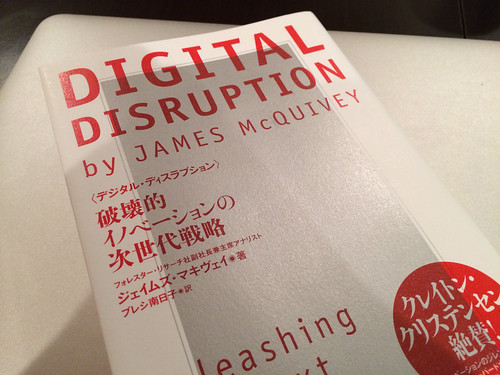 DIGITAL
DISRUPTION
by JAMES McQUIVEY
〈デジタル・ディスラプション〉
破壊的
イノベーションの
次世代戦略
フォレスター・リサーチ社副社長兼主席アナリスト
ジェイムズ・マキヴェイ◉著
プレシ南日子◉訳
leashing
クレイトン・
クリステンセン
絶賛!